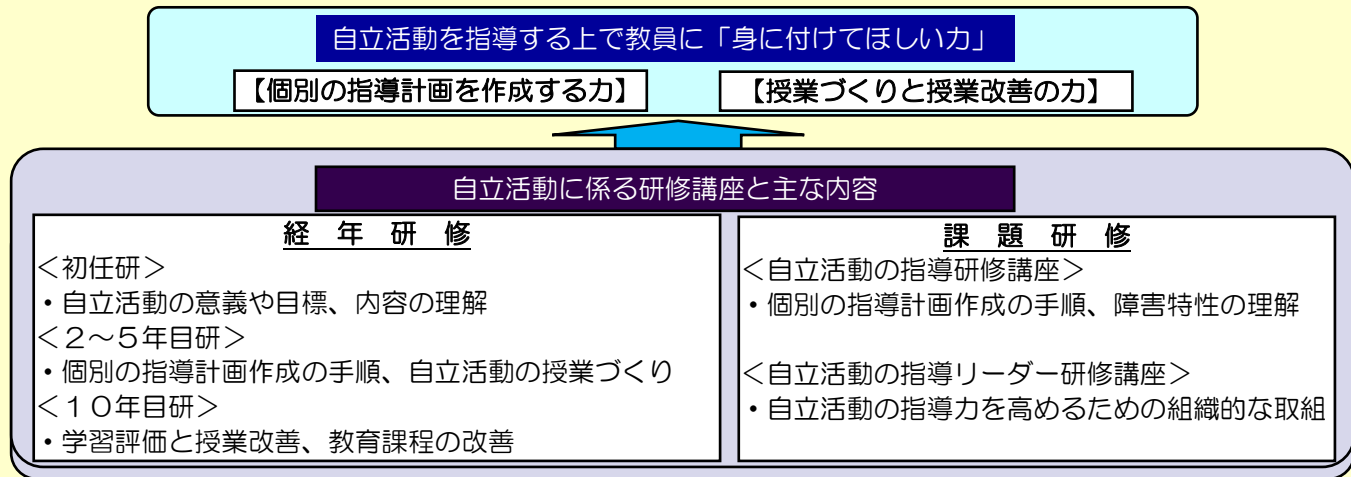 自立活動を指導する上で教員に「身に付けてほしい力」
【個別の指導計画を作成する力】
【授業づくりと授業改善の力】
自立活動に係る研修講座と主な内容
経年研修
＜初任研＞
・自立活動の意義や目標、内容の理解
＜２～５年目研＞
・個別の指導計画作成の手順、自立活動の授業づくり
＜１０年目研＞
・学習評価と授業改善、教育課程の改善
課題研修
＜自立活動の指導研修講座＞
・個別の指導計画作成の手順、障害特性の理解
＜自立活動の指導リーダー研修講座＞
・自立活動の指導力を高めるための組織的な取組